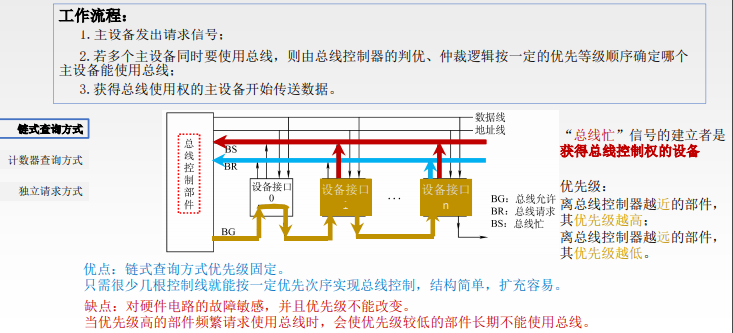 工作流程：
1.主设备发出请求信号；
2.若多个主设备同时要使用总线，则由总线控制器的判优、仲裁逻辑按一定的优先等级顺序确定哪个
主设备能使用总线；
3.获得总线使用权的主设备开始传送数据。
链式查询方式
计数器查询方式
独立请求方式
总线控制部件
数据线
地址线
BS
BR
设备接口
0
设备接口
设备接口
n
…
BG
BG：总线允许
BR：总线请求
BS：总线忙
“总线忙”信号的建立者是
获得总线控制权的设备
优先级：
离总线控制器越近的部件，
其优先级越高；
离总线控制器越远的部件，
其优先级越低。
优点：链式查询方式优先级固定。
只需很少几根控制线就能按一定优先次序实现总线控制，结构简单，扩充容易。
缺点：对硬件电路的故障敏感，并且优先级不能改变。
当优先级高的部件频繁请求使用总线时，会使优先级较低的部件长期不能使用总线。